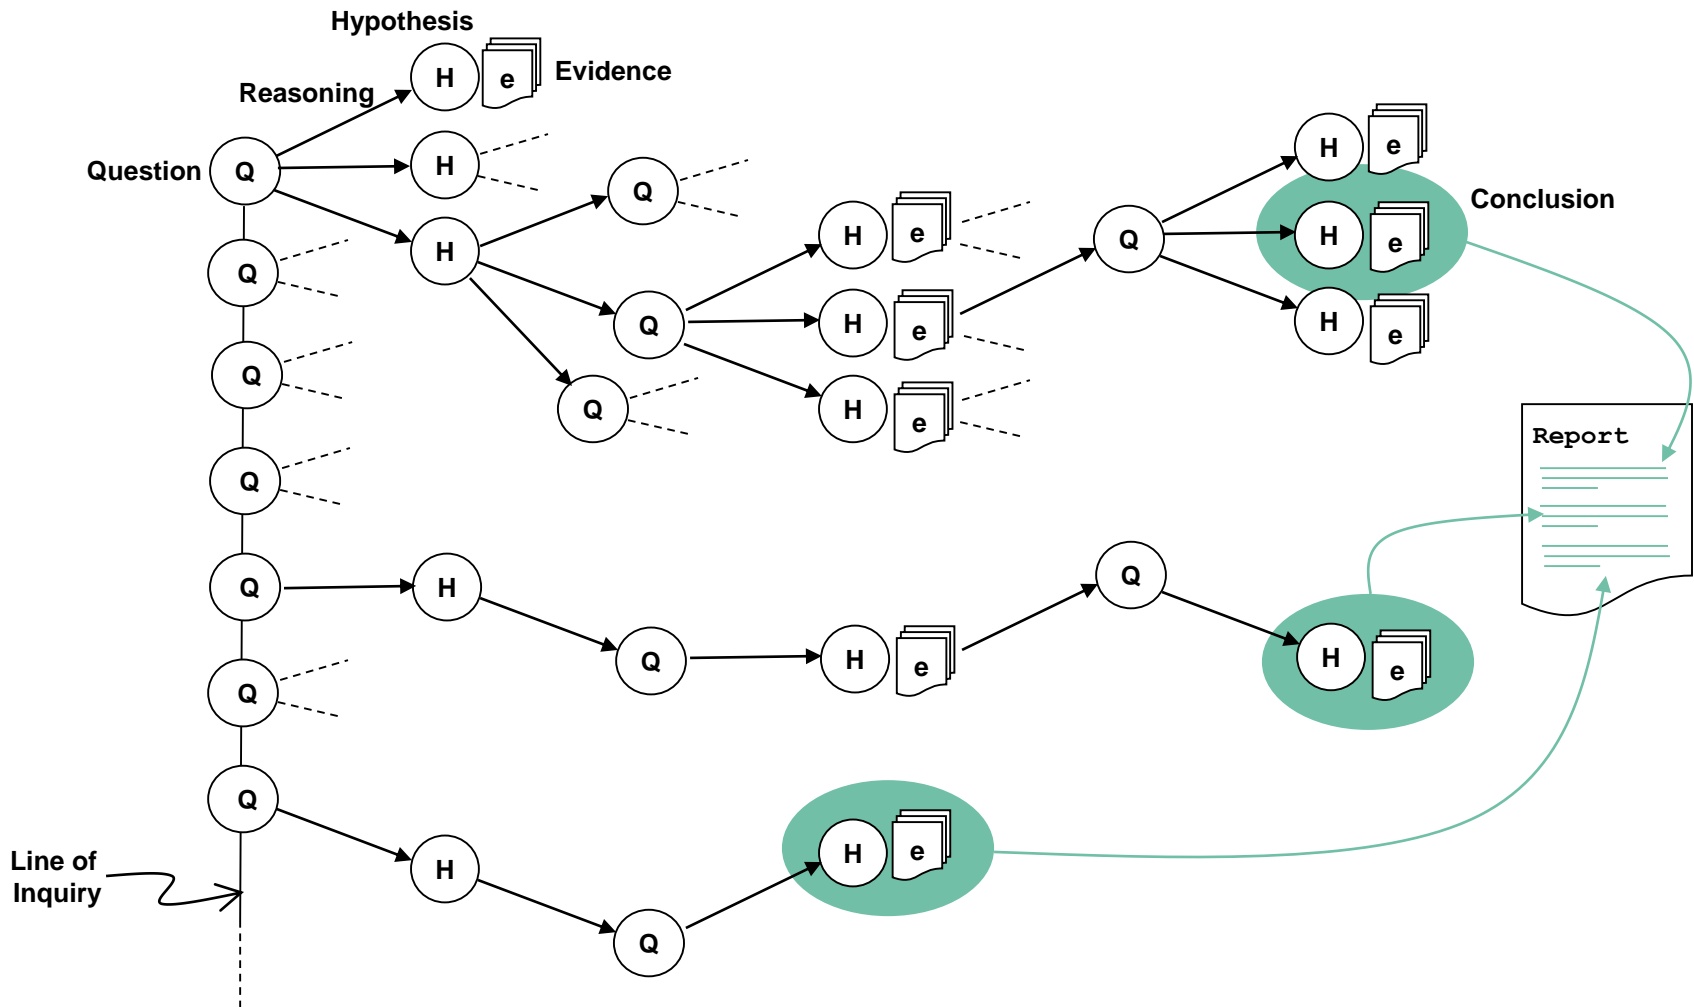 Hypothesis
H e Evidence
Reasoning
H e
Question Q H
Q H e Conclusion
H e Q H e
H
Q
Q H e H e
Q
Q H e
Report
Q
Q
Q H Q
Q H e H e
Q
Q
Line of
Inquiry
H H e
Q